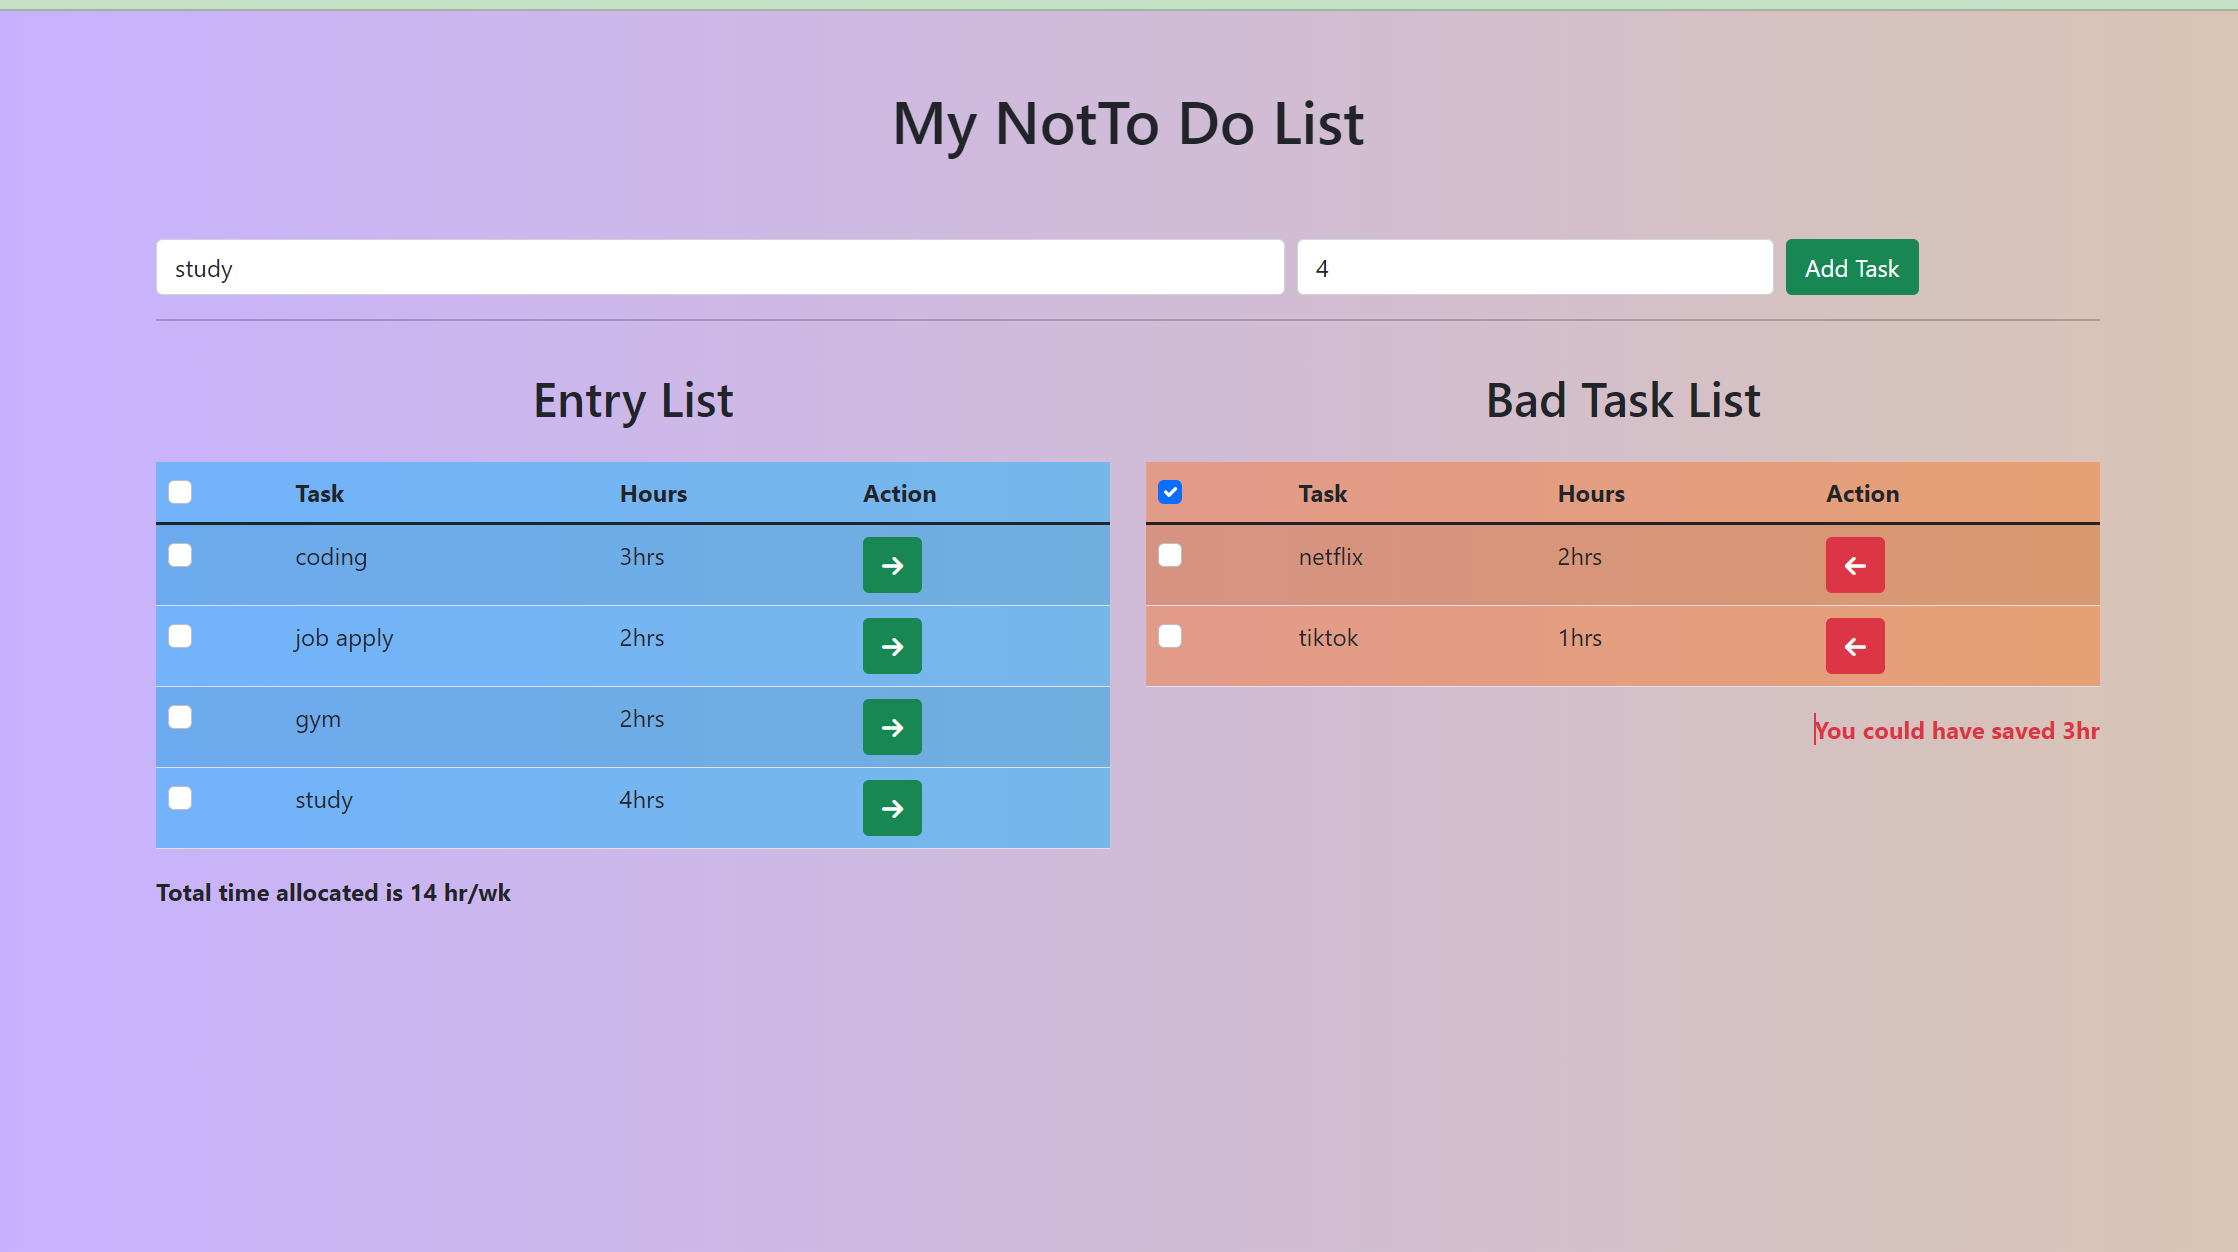 My NotTo Do List
study 4 Add Task
Entry List
Task Hours Action
coding 3hrs
job apply 2hrs
gym 2hrs
study 4hrs
Total time allocated is 14 hr/wk
Bad Task List
Task Hours Action
netflix 2hrs
tiktok 1hrs
You could have saved 3hr